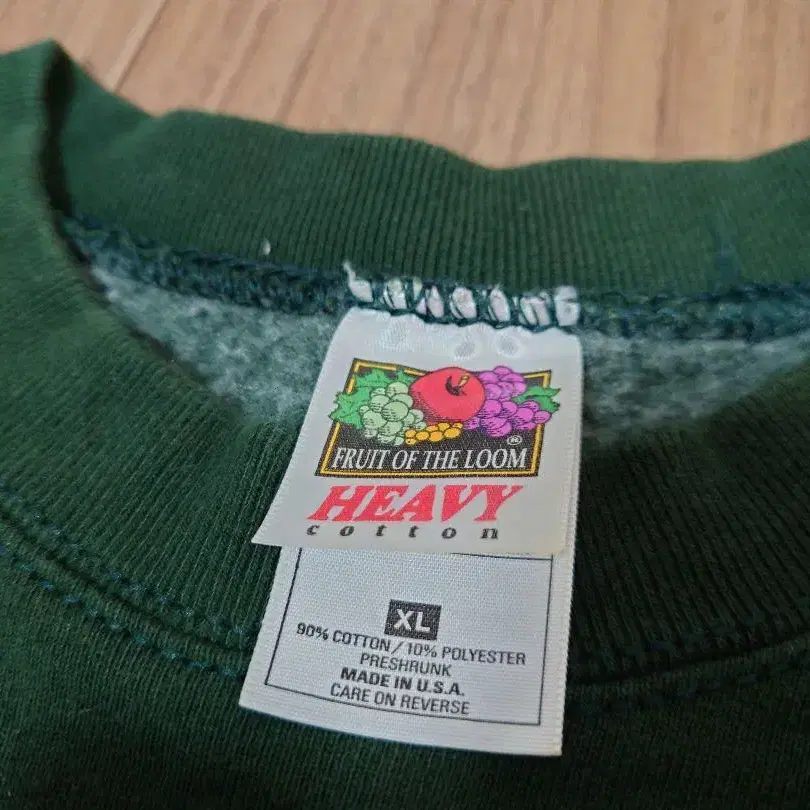 ®
FRUIT OF THE LOOM
HEAVY
cotton
XL
90% COTTON/10% POLYESTER
PRESHRUNK
MADE IN U.S.A.
CARE ON REVERSE